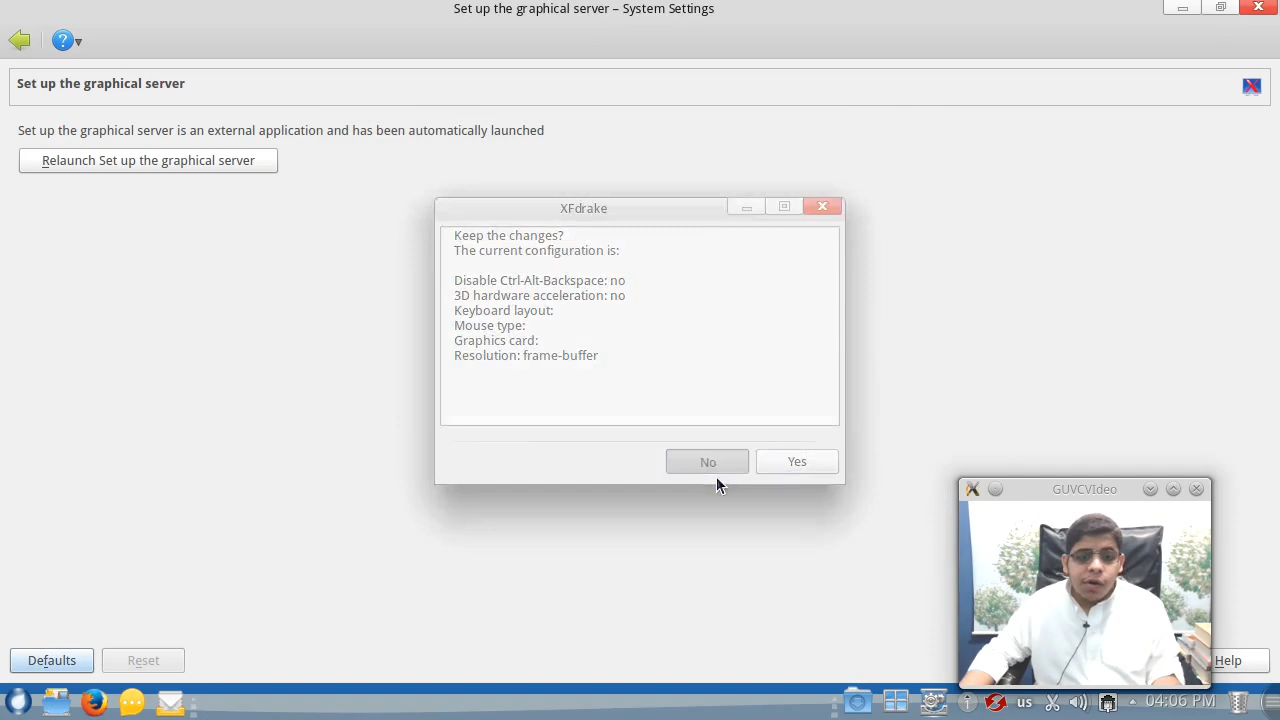 Set up the graphical server – System Settings
Set up the graphical server
Set up the graphical server is an external application and has been automatically launched
Relaunch Set up the graphical server
XFdrake
Keep the changes?
The current configuration is:
Disable Ctrl-Alt-Backspace: no
3D hardware acceleration: no
Keyboard layout:
Mouse type:
Graphics card:
Resolution: frame-buffer
No
Yes
GUVCVIdeo
Defaults
Reset
Help
us
04:06 PM